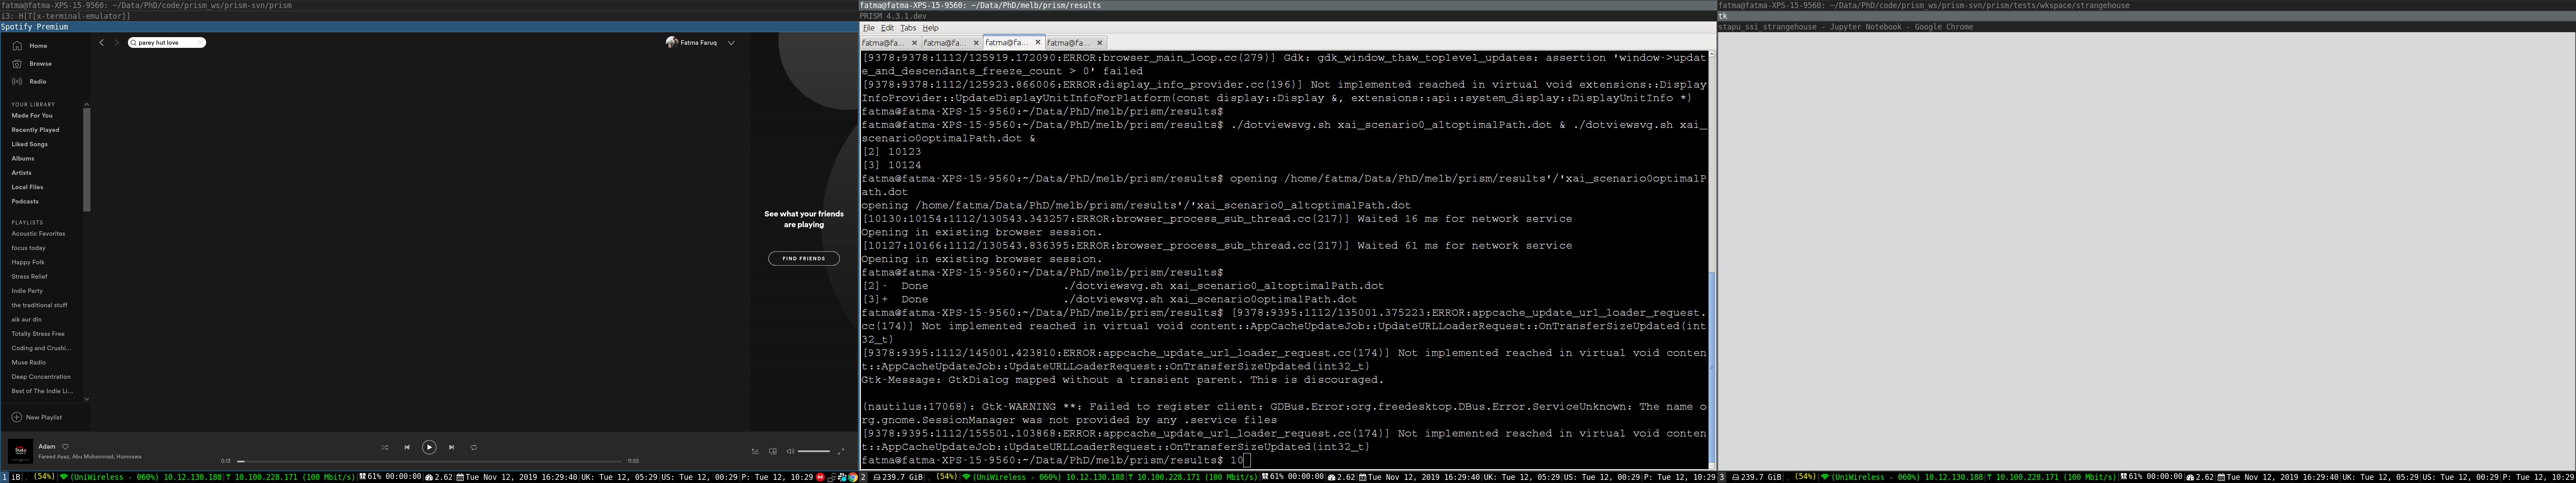 fatma@fatma-XPS-15-9560: ~/Data/PhD/code/prism_ws/prism-svn/prism
i3: H[T[x-terminal-emulator]]
Spotify Premium
parey hut love
Fatma Faruq
Home
Browse
Radio
YOUR LIBRARY
Made For You
Recently Played
Liked Songs
Albums
Artists
Local Files
Podcasts
PLAYLISTS
Acoustic Favorites
focus today
Happy Folk
Stress Relief
Indie Party
the traditional stuff
aik aur din
Totally Stress Free
Coding and Crushi...
Muse Radio
Deep Concentration
Best of The Indie Li...
New Playlist
See what your friends
are playing
FIND FRIENDS
Adam
Fareed Ayaz, Abu Muhammad, Humnawa
0:13
11:55
fatma@fatma-XPS-15-9560: ~/Data/PhD/melb/prism/results
PRISM 4.3.1.dev
File Edit Tabs Help
fatma@fa... fatma@fa... fatma@fa... fatma@fa...
[9378:9378:1112/125919.172090:ERROR:browser_main_loop.cc(279)] Gdk: gdk_window_thaw_toplevel_updates: assertion 'window->updat
e_and_descendants_freeze_count > 0' failed
[9378:9378:1112/125923.866006:ERROR:display_info_provider.cc(196)] Not implemented reached in virtual void extensions::Display
InfoProvider::UpdateDisplayUnitInfoForPlatform(const display::Display &, extensions::api::system_display::DisplayUnitInfo *)
fatma@fatma-XPS-15-9560:~/Data/PhD/melb/prism/results$
fatma@fatma-XPS-15-9560:~/Data/PhD/melb/prism/results$ ./dotviewsvg.sh xai_scenario0_altoptimalPath.dot & ./dotviewsvg.sh xai_
scenario0optimalPath.dot &
[2] 10123
[3] 10124
fatma@fatma-XPS-15-9560:~/Data/PhD/melb/prism/results$ opening /home/fatma/Data/PhD/melb/prism/results'/'xai_scenario0optimalP
ath.dot
opening /home/fatma/Data/PhD/melb/prism/results'/'xai_scenario0_altoptimalPath.dot
[10130:10154:1112/130543.343257:ERROR:browser_process_sub_thread.cc(217)] Waited 16 ms for network service
Opening in existing browser session.
[10127:10166:1112/130543.836395:ERROR:browser_process_sub_thread.cc(217)] Waited 61 ms for network service
Opening in existing browser session.
fatma@fatma-XPS-15-9560:~/Data/PhD/melb/prism/results$
[2]- Done ./dotviewsvg.sh xai_scenario0_altoptimalPath.dot
[3]+ Done ./dotviewsvg.sh xai_scenario0optimalPath.dot
fatma@fatma-XPS-15-9560:~/Data/PhD/melb/prism/results$ [9378:9395:1112/135001.375223:ERROR:appcache_update_url_loader_request.
cc(174)] Not implemented reached in virtual void content::AppCacheUpdateJob::UpdateURLLoaderRequest::OnTransferSizeUpdated(int
32_t)
[9378:9395:1112/145001.423810:ERROR:appcache_update_url_loader_request.cc(174)] Not implemented reached in virtual void conten
t::AppCacheUpdateJob::UpdateURLLoaderRequest::OnTransferSizeUpdated(int32_t)
Gtk-Message: GtkDialog mapped without a transient parent. This is discouraged.
(nautilus:17068): Gtk-WARNING **: Failed to register client: GDBus.Error:org.freedesktop.DBus.Error.ServiceUnknown: The name o
rg.gnome.SessionManager was not provided by any .service files
[9378:9395:1112/155501.103868:ERROR:appcache_update_url_loader_request.cc(174)] Not implemented reached in virtual void conten
t::AppCacheUpdateJob::UpdateURLLoaderRequest::OnTransferSizeUpdated(int32_t)
fatma@fatma-XPS-15-9560:~/Data/PhD/melb/prism/results$ 10
fatma@fatma-XPS-15-9560: ~/Data/PhD/code/prism_ws/prism-svn/prism/tests/wkspace/strangehouse
tk
stapu_ssi_strangehouse - Jupyter Notebook - Google Chrome
1 iB| (54%) (UniWireless - 060%) 10.12.130.188 10.100.228.171 (100 Mbit/s) 61% 00:00:00 2.62 Tue Nov 12, 2019 16:29:40 UK: Tue 12, 05:29 US: Tue 12, 00:29 P: Tue 12, 10:29
2 239.7 GiB (54%) (UniWireless - 060%) 10.12.130.188 10.100.228.171 (100 Mbit/s) 61% 00:00:00 2.62 Tue Nov 12, 2019 16:29:40 UK: Tue 12, 05:29 US: Tue 12, 00:29 P: Tue 12, 10:29
3 239.7 GiB (54%) (UniWireless - 060%) 10.12.130.188 10.100.228.171 (100 Mbit/s) 61% 00:00:00 2.62 Tue Nov 12, 2019 16:29:40 UK: Tue 12, 05:29 US: Tue 12, 00:29 P: Tue 12, 10:29